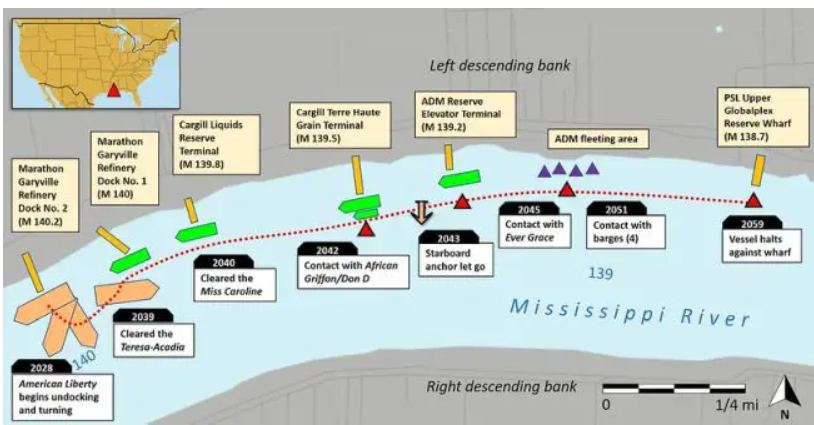 Left descending bank
Marathon
Garyville
Refinery
Dock No. 2
(M 140.2)
Marathon
Garyville
Refinery
Dock No. 1
(M 140)
Cargill Liquids
Reserve
Terminal
(M 139.8)
Cargill Terre Haute
Grain Terminal
(M 139.5)
ADM Reserve
Elevator Terminal
(M 139.2)
ADM fleeting area
PSL Upper
Globalplex
Reserve Wharf
(M 138.7)
2028
American Liberty
begins undocking
and turning
140
2039
Cleared the
Teresa-Acadia
2040
Cleared the
Miss Caroline
2042
Contact with African
Griffon/Don D
2043
Starboard
anchor let go
2045
Contact with
Ever Grace
2051
Contact with
barges (4)
2059
Vessel halts
against wharf
139
Mississippi River
Right descending bank
0
1/4 mi
N